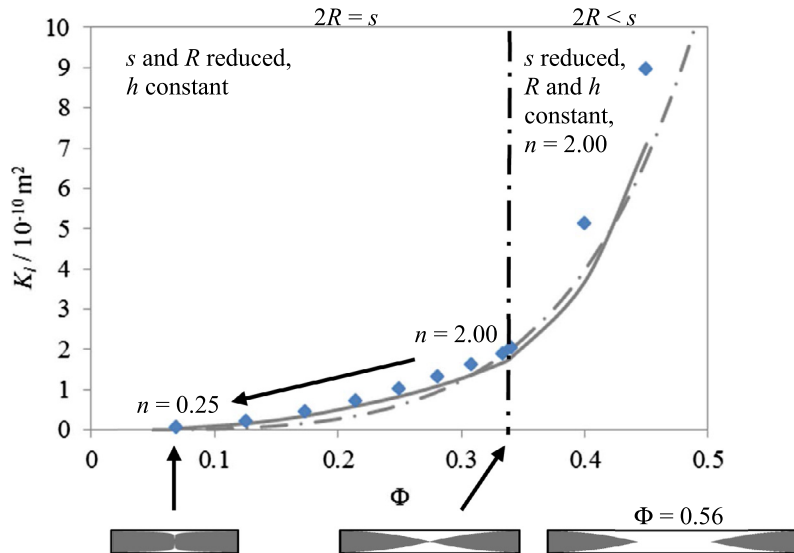 2R = s
2R < s
s and R reduced,
h constant
s reduced,
R and h
constant,
n = 2.00
10
9
8
7
6
5
4
3
2
1
0
K_l / 10^-10 m^2
n = 2.00
n = 0.25
0
0.1
0.2
0.3
0.4
0.5
Φ
Φ = 0.56